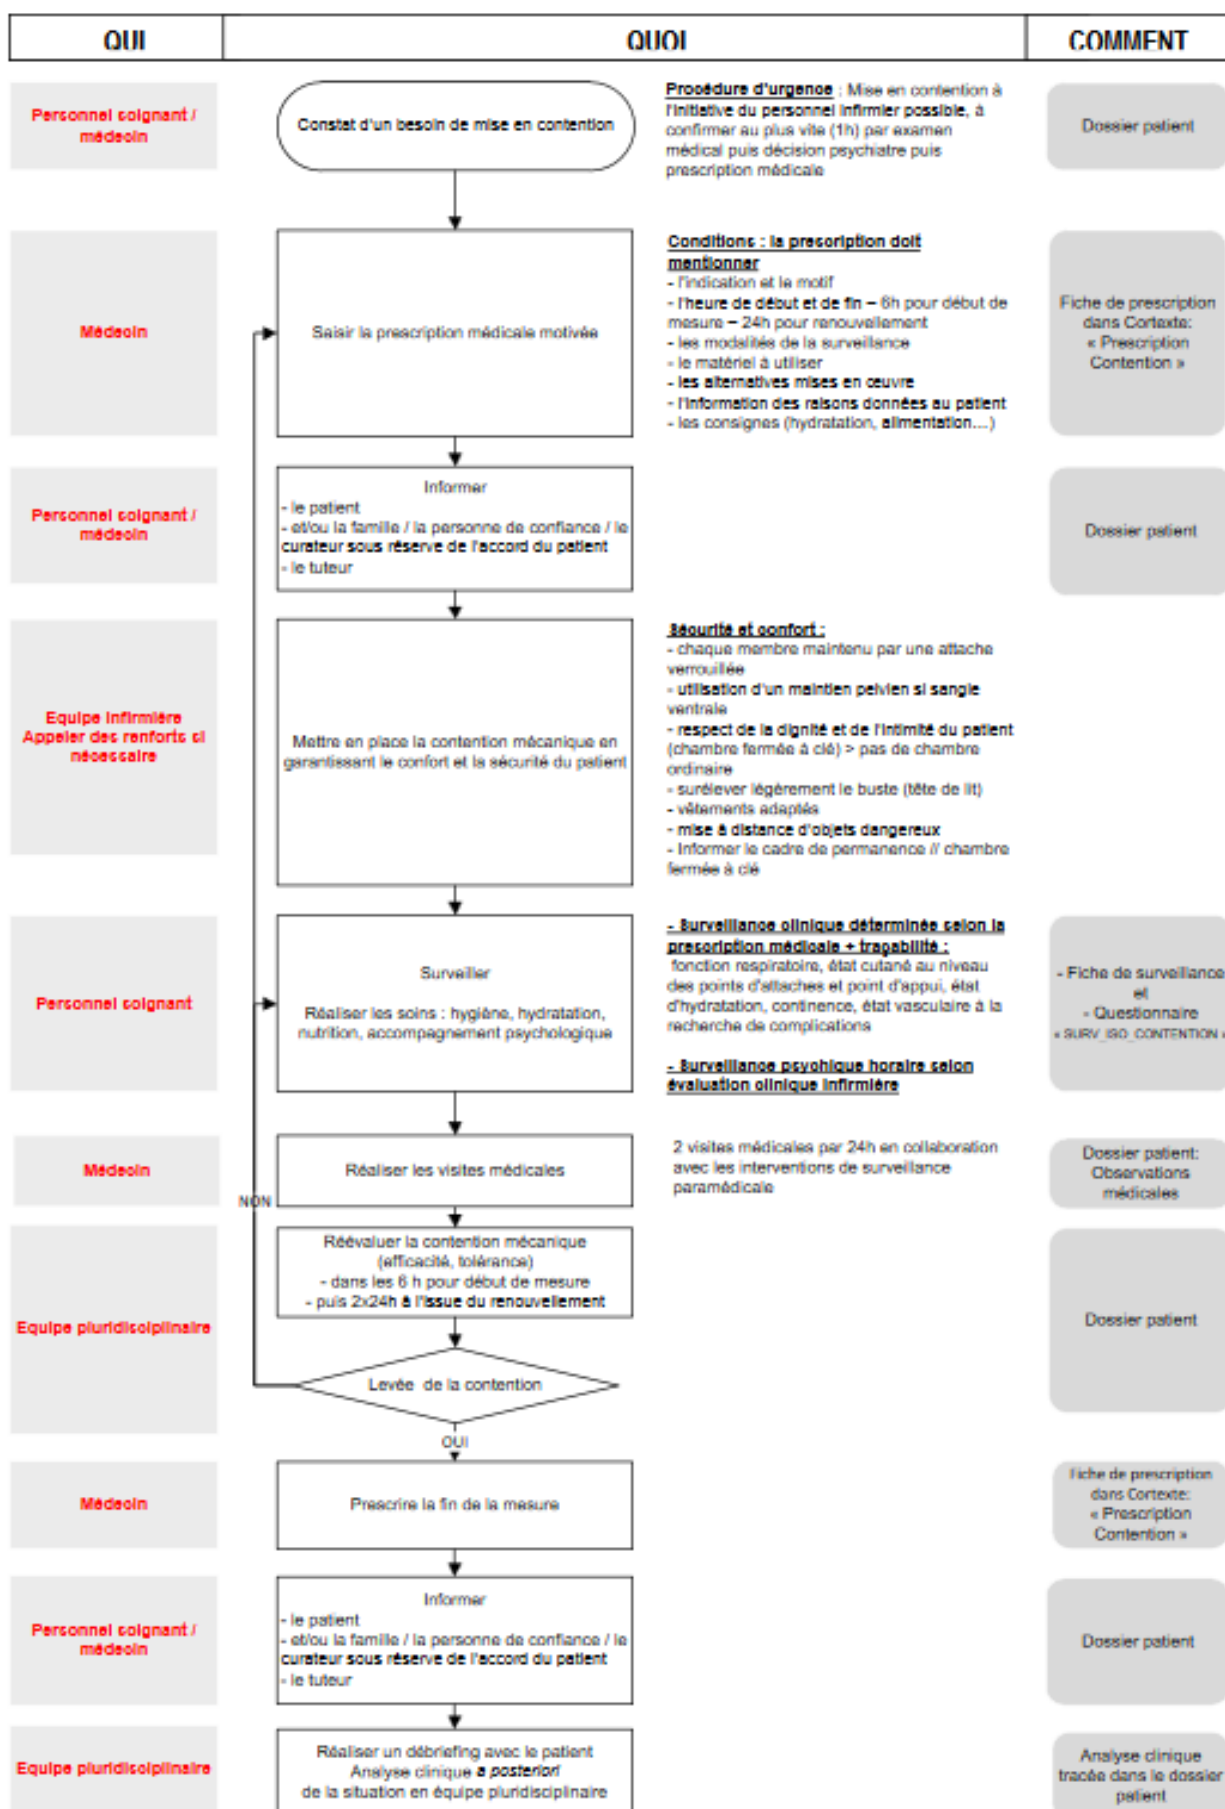 QUI
QUOI
COMMENT
Personnel soignant /
médecin
Constat d'un besoin de mise en contention
Procédure d'urgence : Mise en contention à
l'initiative du personnel infirmier possible, à
confirmer au plus vite (1h) par examen
médical puis décision psychiatre puis
prescription médicale
Dossier patient
Médecin
Saisir la prescription médicale motivée
Conditions : la prescription doit
mentionner
- l'indication et le motif
- l'heure de début et de fin – 6h pour début de
mesure – 24h pour renouvellement
- les modalités de la surveillance
- le matériel à utiliser
- les alternatives mises en œuvre
- l'information des raisons données au patient
- les consignes (hydratation, alimentation…)
Fiche de prescription
dans Cortexte:
« Prescription
Contention »
Personnel soignant /
médecin
Informer
- le patient
- et/ou la famille / la personne de confiance / le
curateur sous réserve de l'accord du patient
- le tuteur
Dossier patient
Equipe infirmière
Appeler des renforts si
nécessaire
Mettre en place la contention mécanique en
garantissant le confort et la sécurité du patient
Sécurité et confort :
- chaque membre maintenu par une attache
verrouillée
- utilisation d'un maintien pelvien si sangle
ventrale
- respect de la dignité et de l'intimité du patient
(chambre fermée à clé) > pas de chambre
ordinaire
- surélever légèrement le buste (tête de lit)
- vêtements adaptés
- mise à distance d'objets dangereux
- Informer le cadre de permanence // chambre
fermée à clé
Personnel soignant
Surveiller
Réaliser les soins : hygiène, hydratation,
nutrition, accompagnement psychologique
- Surveillance clinique déterminée selon la
prescription médicale + traçabilité :
fonction respiratoire, état cutané au niveau
des points d'attaches et point d'appui, état
d'hydratation, continence, état vasculaire à la
recherche de complications
- Surveillance psychique horaire selon
évaluation clinique infirmière
- Fiche de surveillance
et
- Questionnaire
« SURV_ISO_CONTENTION »
Médecin
Réaliser les visites médicales
2 visites médicales par 24h en collaboration
avec les interventions de surveillance
paramédicale
Dossier patient:
Observations
médicales
NON
Equipe pluridisciplinaire
Réévaluer la contention mécanique
(efficacité, tolérance)
- dans les 6 h pour début de mesure
- puis 2x24h à l'issue du renouvellement
Dossier patient
Levée de la contention
OUI
Médecin
Prescrire la fin de la mesure
Fiche de prescription
dans Cortexte:
« Prescription
Contention »
Personnel soignant /
médecin
Informer
- le patient
- et/ou la famille / la personne de confiance / le
curateur sous réserve de l'accord du patient
- le tuteur
Dossier patient
Equipe pluridisciplinaire
Réaliser un débriefing avec le patient
Analyse clinique a posteriori
de la situation en équipe pluridisciplinaire
Analyse clinique
tracée dans le dossier
patient